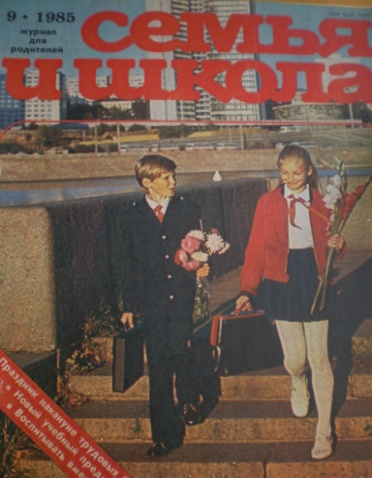 9 • 1985
журнал
для
родителей
семья
и школа
Праздник накануне трудовых
• Новый учебный
• Воспитывать